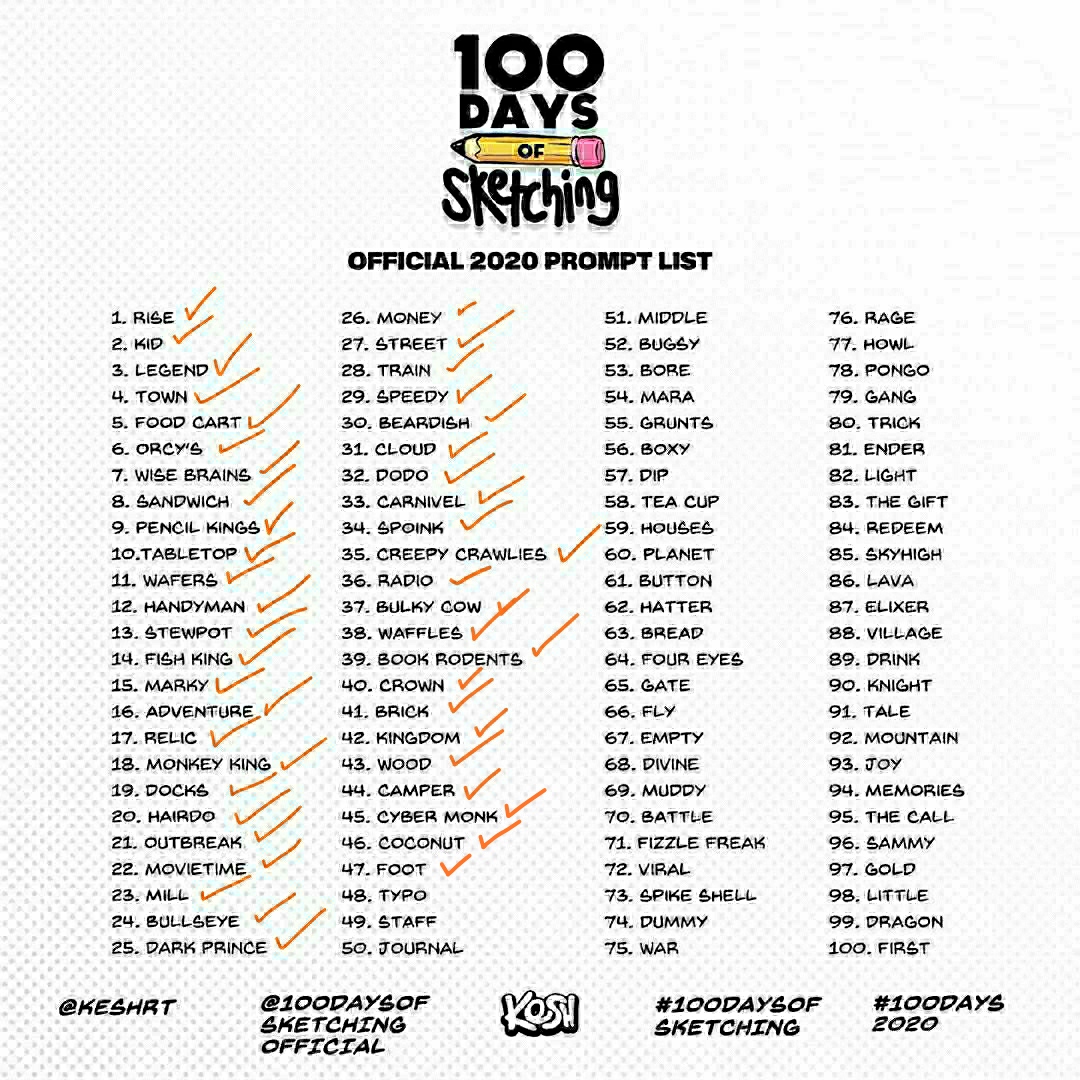 100
DAYS
OF
Sketching
OFFICIAL 2020 PROMPT LIST
1. RISE
2. KID
3. LEGEND
4. TOWN
5. FOOD CART
6. ORCY'S
7. WISE BRAINS
8. SANDWICH
9. PENCIL KINGS
10.TABLETOP
11. WAFERS
12. HANDYMAN
13. STEWPOT
14. FISH KING
15. MARKY
16. ADVENTURE
17. RELIC
18. MONKEY KING
19. DOCKS
20. HAIRDO
21. OUTBREAK
22. MOVIETIME
23. MILL
24. BULLSEYE
25. DARK PRINCE
26. MONEY
27. STREET
28. TRAIN
29. SPEEDY
30. BEARDISH
31. CLOUD
32. DODO
33. CARNIVEL
34. SPOINK
35. CREEPY CRAWLIES
36. RADIO
37. BULKY COW
38. WAFFLES
39. BOOK RODENTS
40. CROWN
41. BRICK
42. KINGDOM
43. WOOD
44. CAMPER
45. CYBER MONK
46. COCONUT
47. FOOT
48. TYPO
49. STAFF
50. JOURNAL
51. MIDDLE
52. BUGSY
53. BORE
54. MARA
55. GRUNTS
56. BOXY
57. DIP
58. TEA CUP
59. HOUSES
60. PLANET
61. BUTTON
62. HATTER
63. BREAD
64. FOUR EYES
65. GATE
66. FLY
67. EMPTY
68. DIVINE
69. MUDDY
70. BATTLE
71. FIZZLE FREAK
72. VIRAL
73. SPIKE SHELL
74. DUMMY
75. WAR
76. RAGE
77. HOWL
78. PONGO
79. GANG
80. TRICK
81. ENDER
82. LIGHT
83. THE GIFT
84. REDEEM
85. SKYHIGH
86. LAVA
87. ELIXER
88. VILLAGE
89. DRINK
90. KNIGHT
91. TALE
92. MOUNTAIN
93. JOY
94. MEMORIES
95. THE CALL
96. SAMMY
97. GOLD
98. LITTLE
99. DRAGON
100. FIRST
@KESHRT
@100DAYSOF
SKETCHING
OFFICIAL
KOSH
#100DAYSOF
SKETCHING
#100DAYS
2020